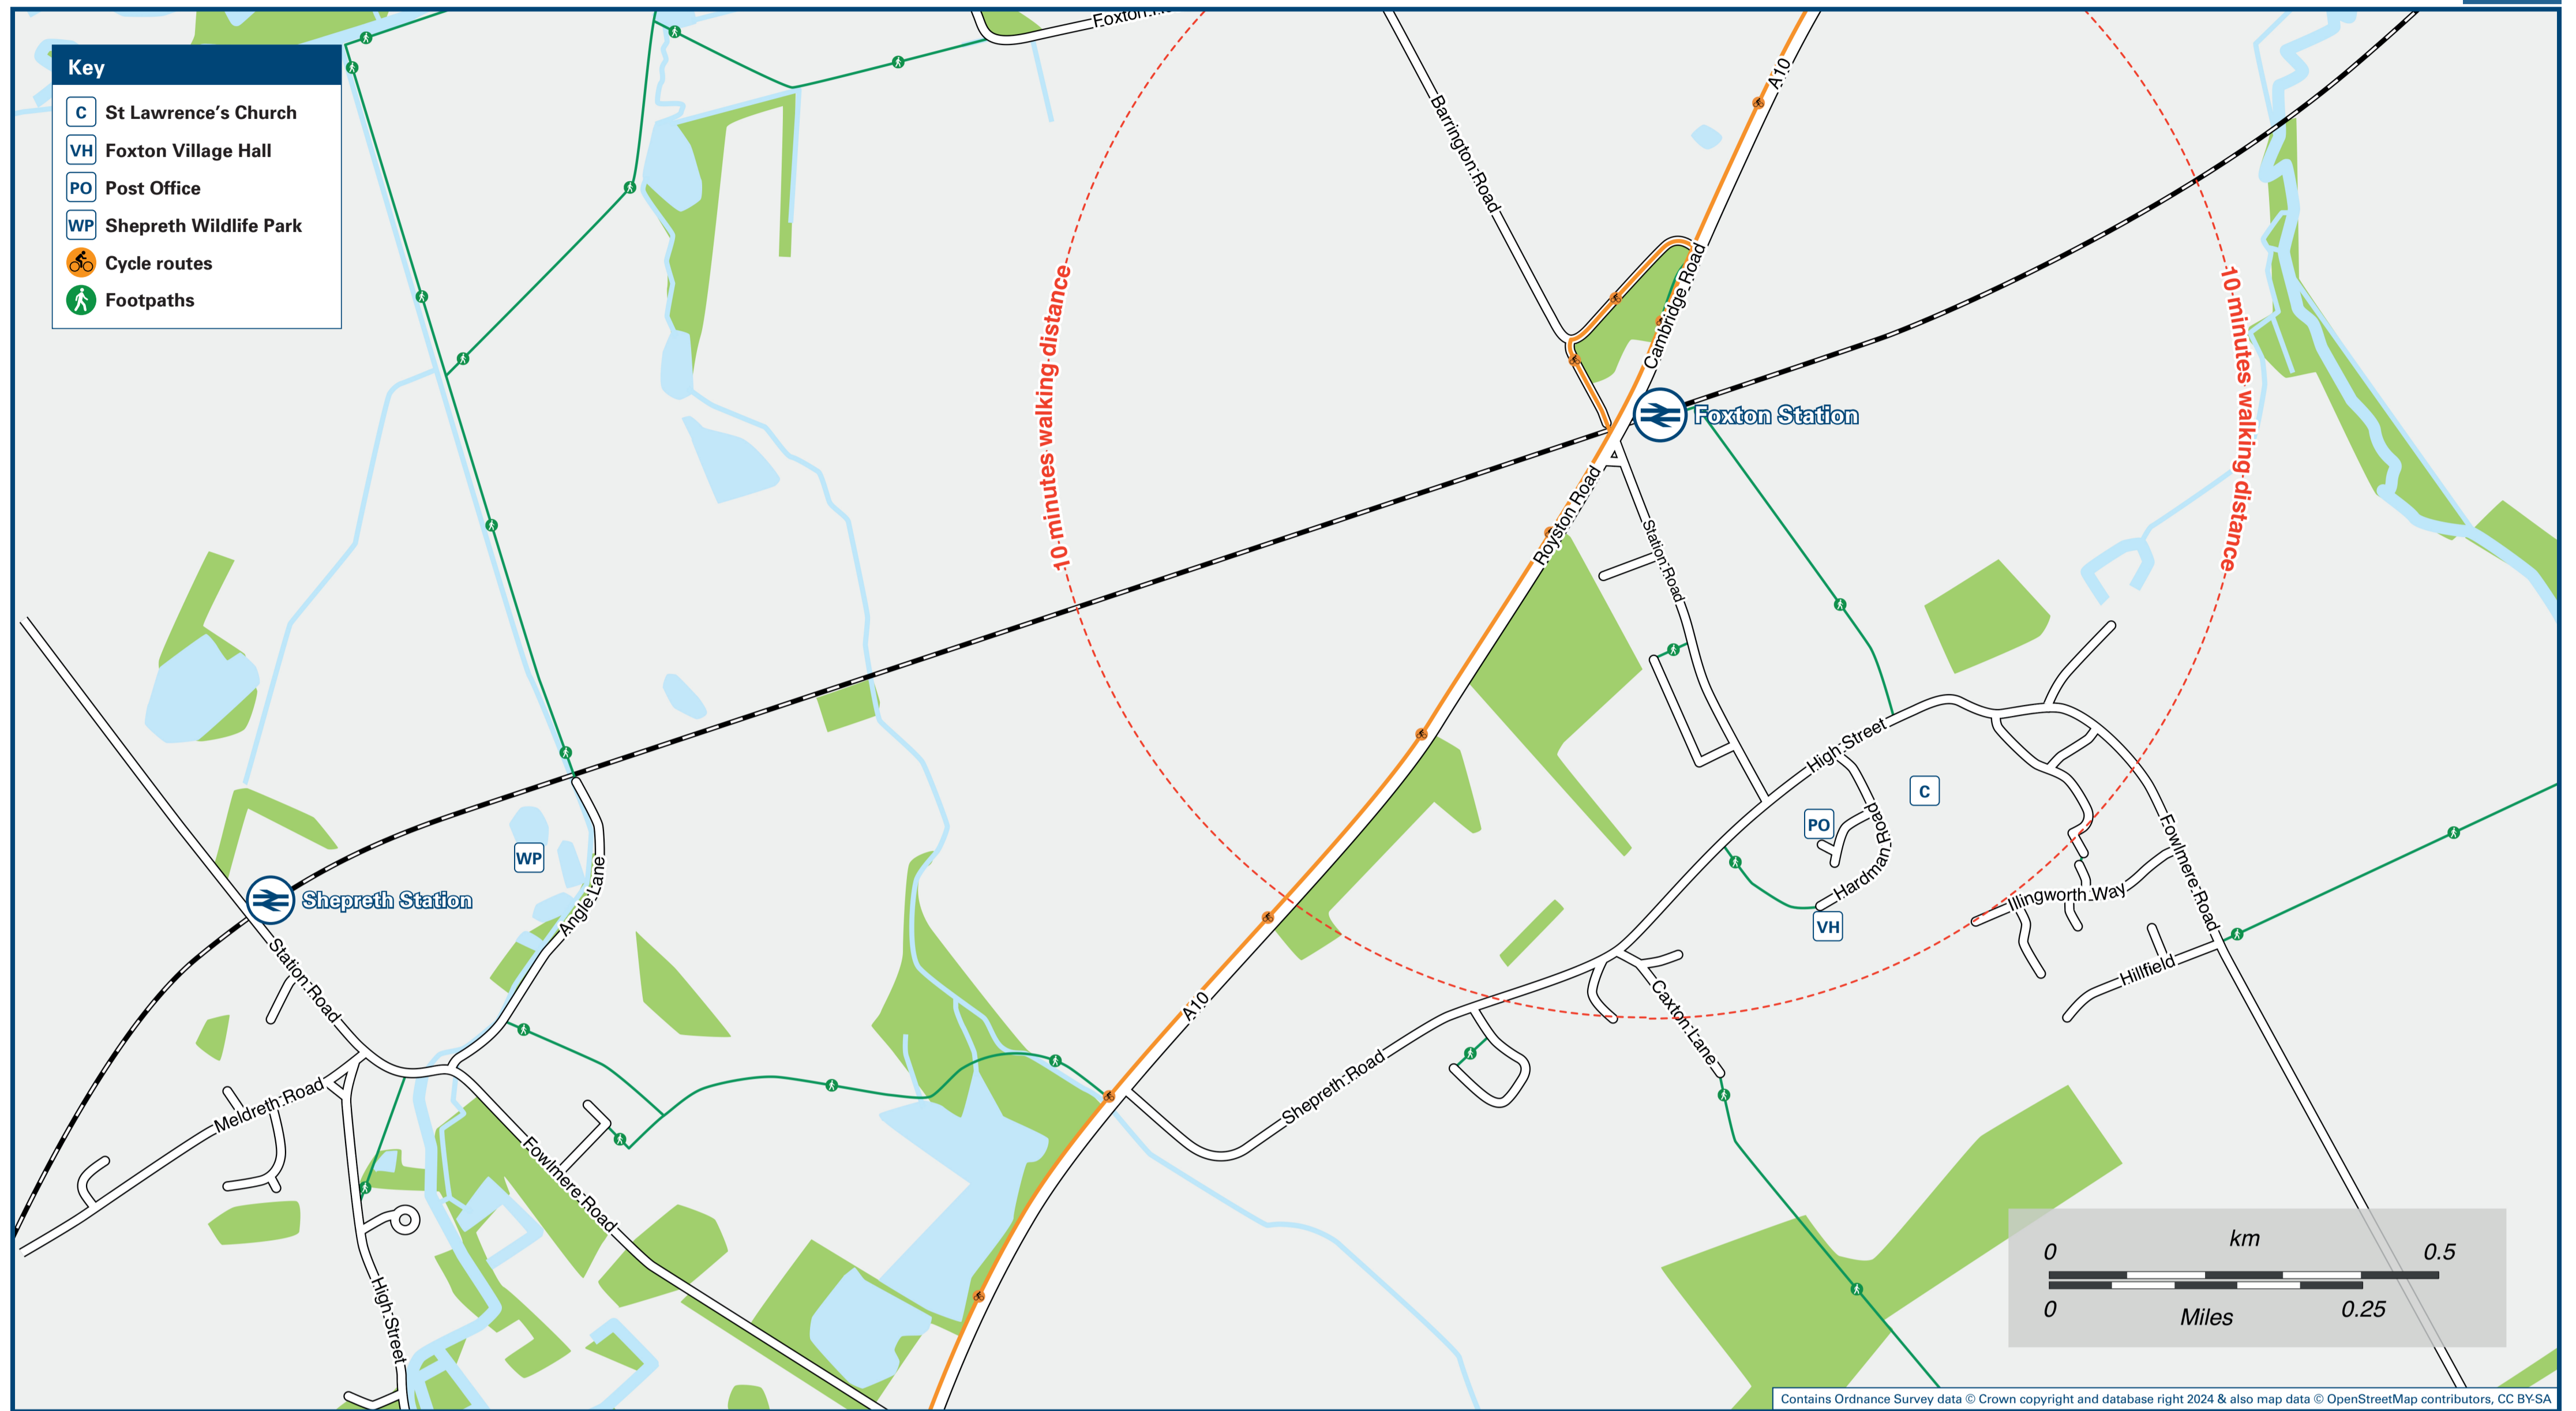 Key
C St Lawrence's Church
VH Foxton Village Hall
PO Post Office
WP Shepreth Wildlife Park
Cycle routes
Footpaths
A10
Barrington Road
Cambridge Road
10 minutes walking distance
10 minutes walking distance
Foxton Station
Royston Road
Station Road
High Street
C
PO
Hardman Road
VH
Fowlmere Road
Illingworth Way
Hillfield
WP
Shepreth Station
Angle Lane
Station Road
A10
Caxton Lane
Shepreth Road
Meldreth Road
Fowlmere Road
High Street
km
0 0.5
0 0.25
Miles
Contains Ordnance Survey data © Crown copyright and database right 2024 & also map data © OpenStreetMap contributors, CC BY-SA